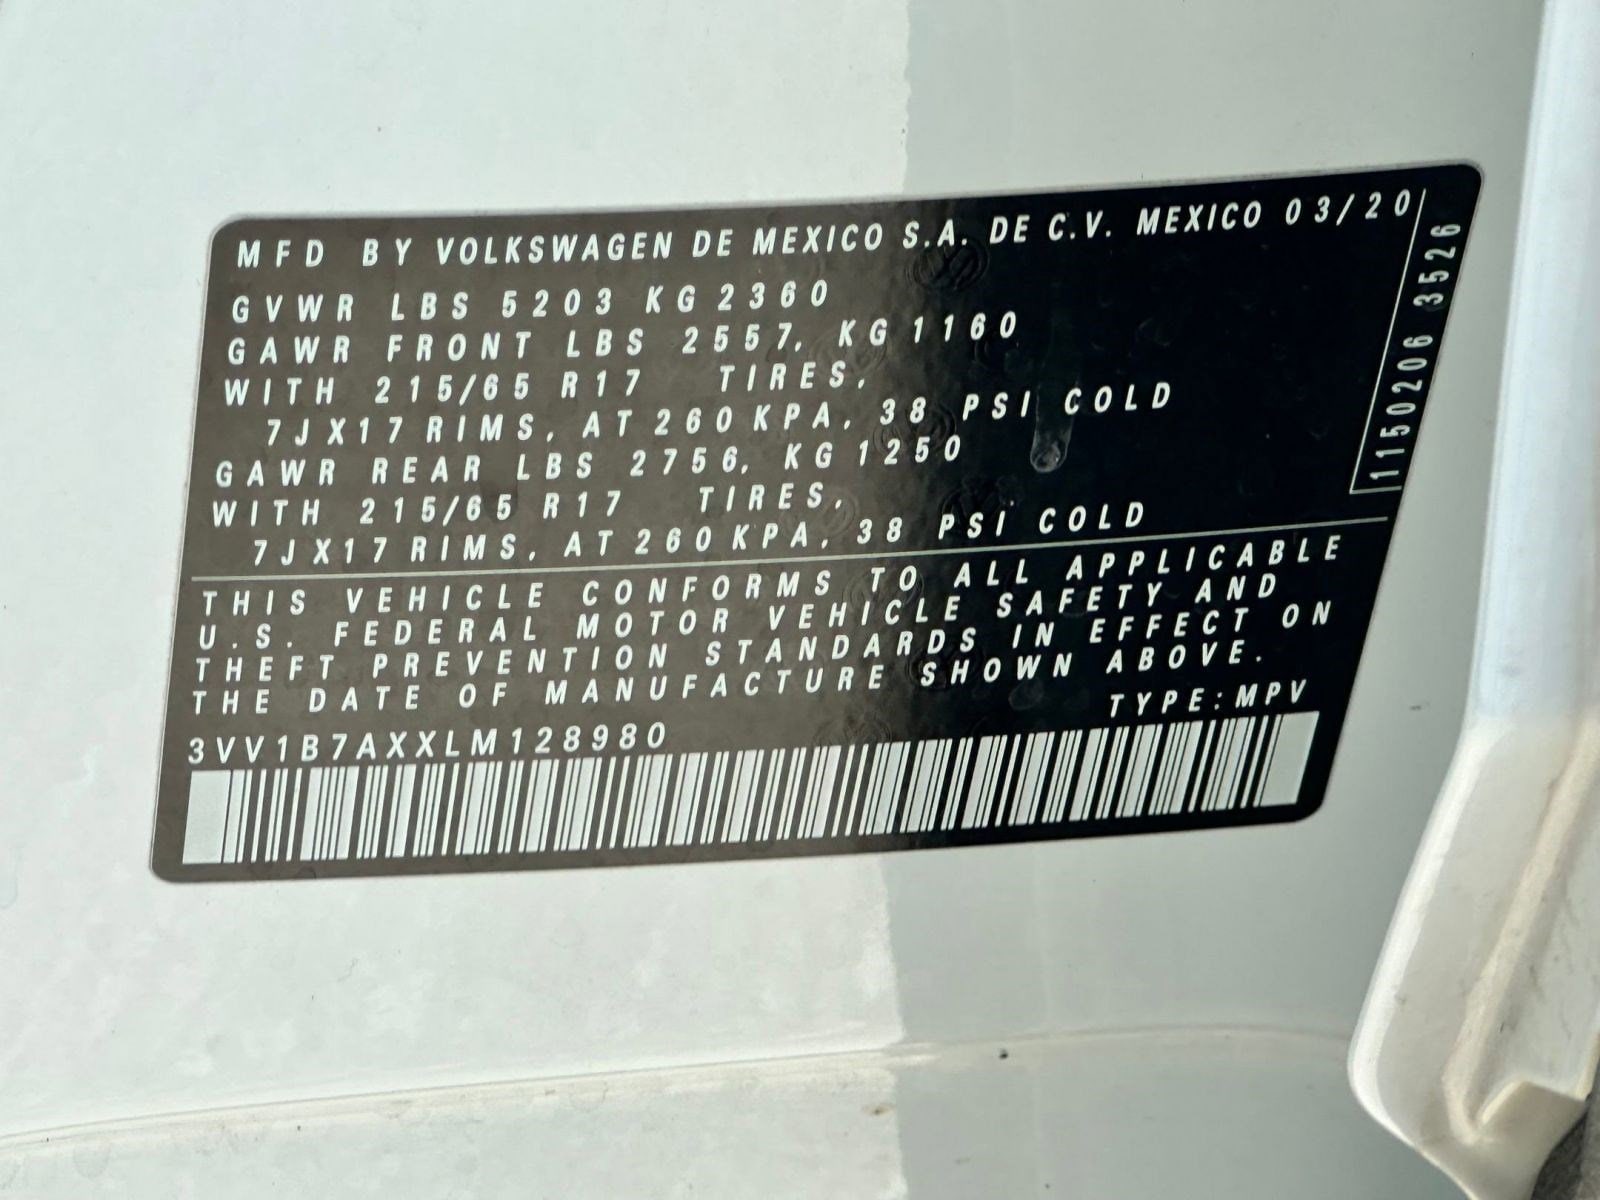 MFD BY VOLKSWAGEN DE MEXICO S.A. DE C.V. MEXICO 03/20
GVWR LBS 5203 KG 2360
GAWR FRONT LBS 2557, KG 1160
WITH 215/65 R17 TIRES,
7JX17 RIMS, AT 260 KPA, 38 PSI COLD
GAWR REAR LBS 2756, KG 1250
WITH 215/65 R17 TIRES,
7JX17 RIMS, AT 260 KPA, 38 PSI COLD
1150206 3526
THIS VEHICLE CONFORMS TO ALL APPLICABLE
U.S. FEDERAL MOTOR VEHICLE SAFETY AND
THEFT PREVENTION STANDARDS IN EFFECT ON
THE DATE OF MANUFACTURE SHOWN ABOVE.
TYPE: MPV
3VV1B7AXXLM128980